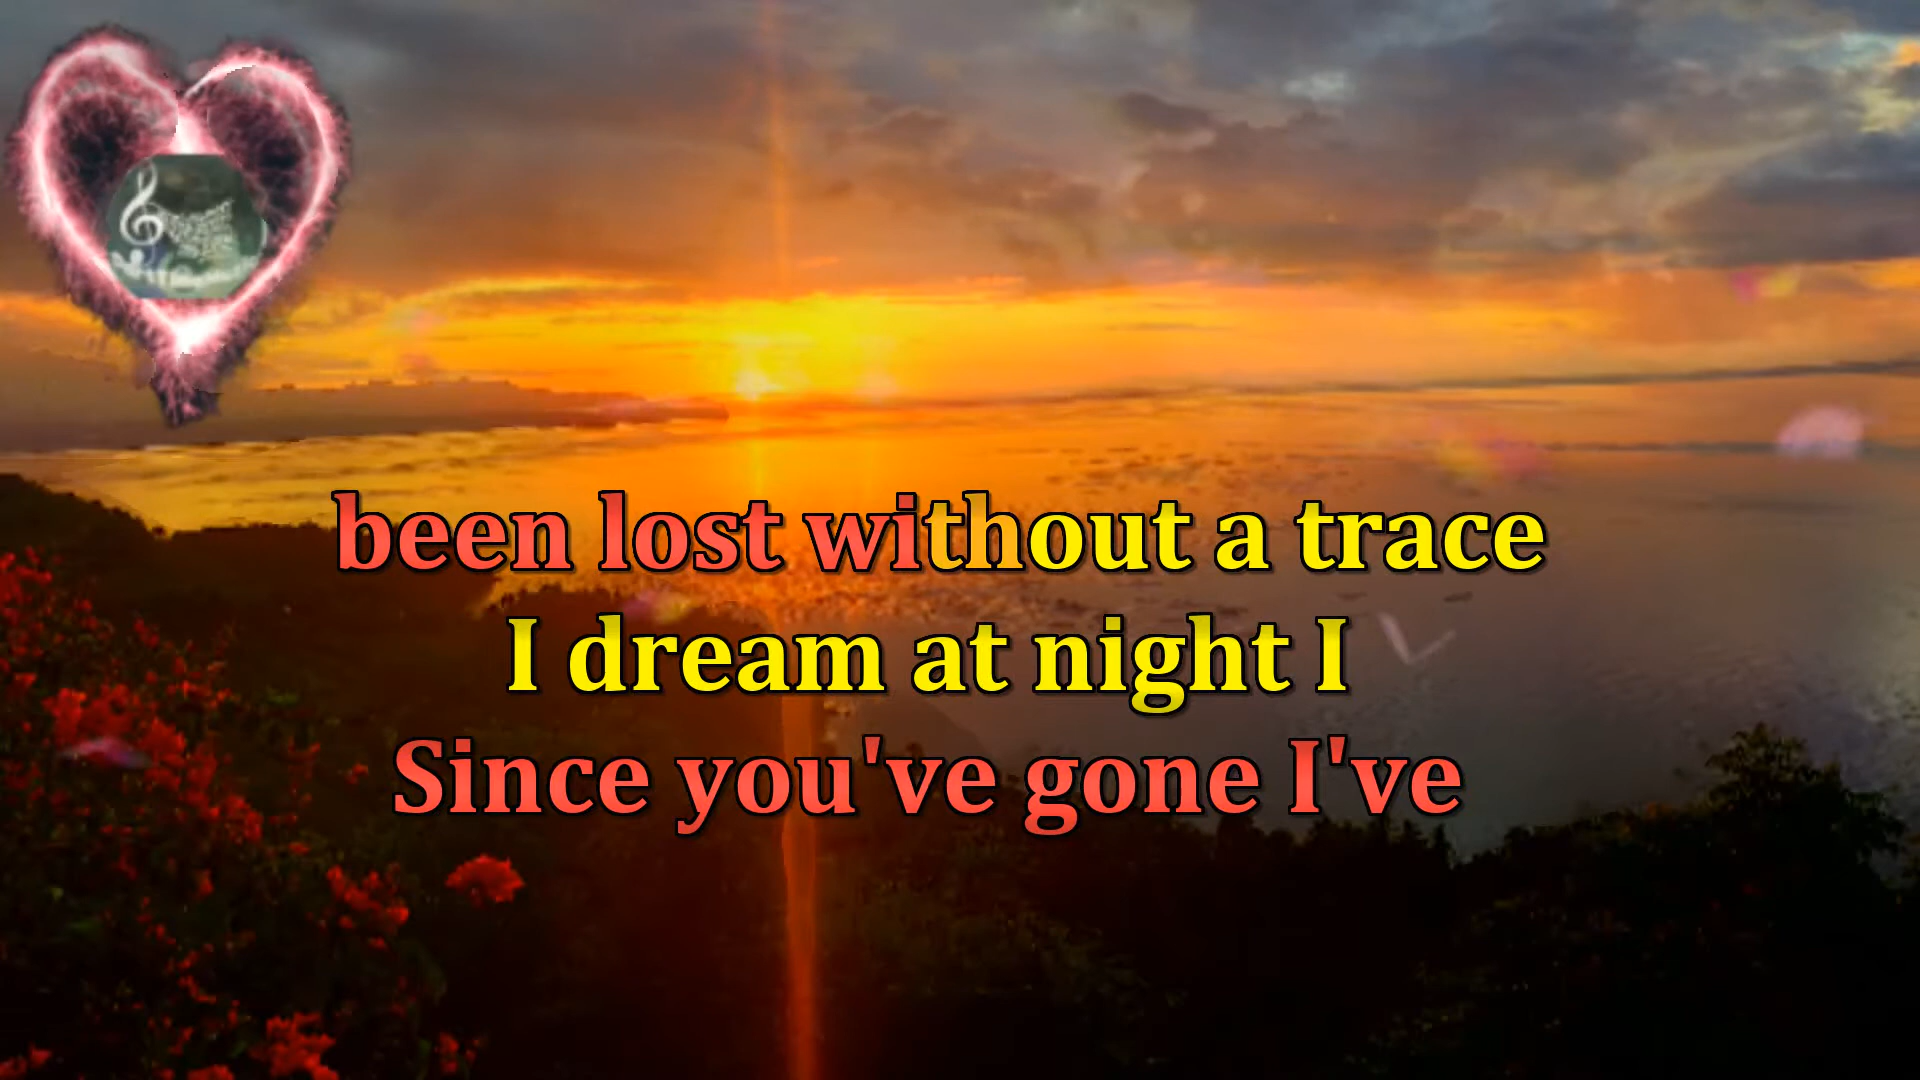 been lost without a trace
I dream at night I
Since you've gone I've